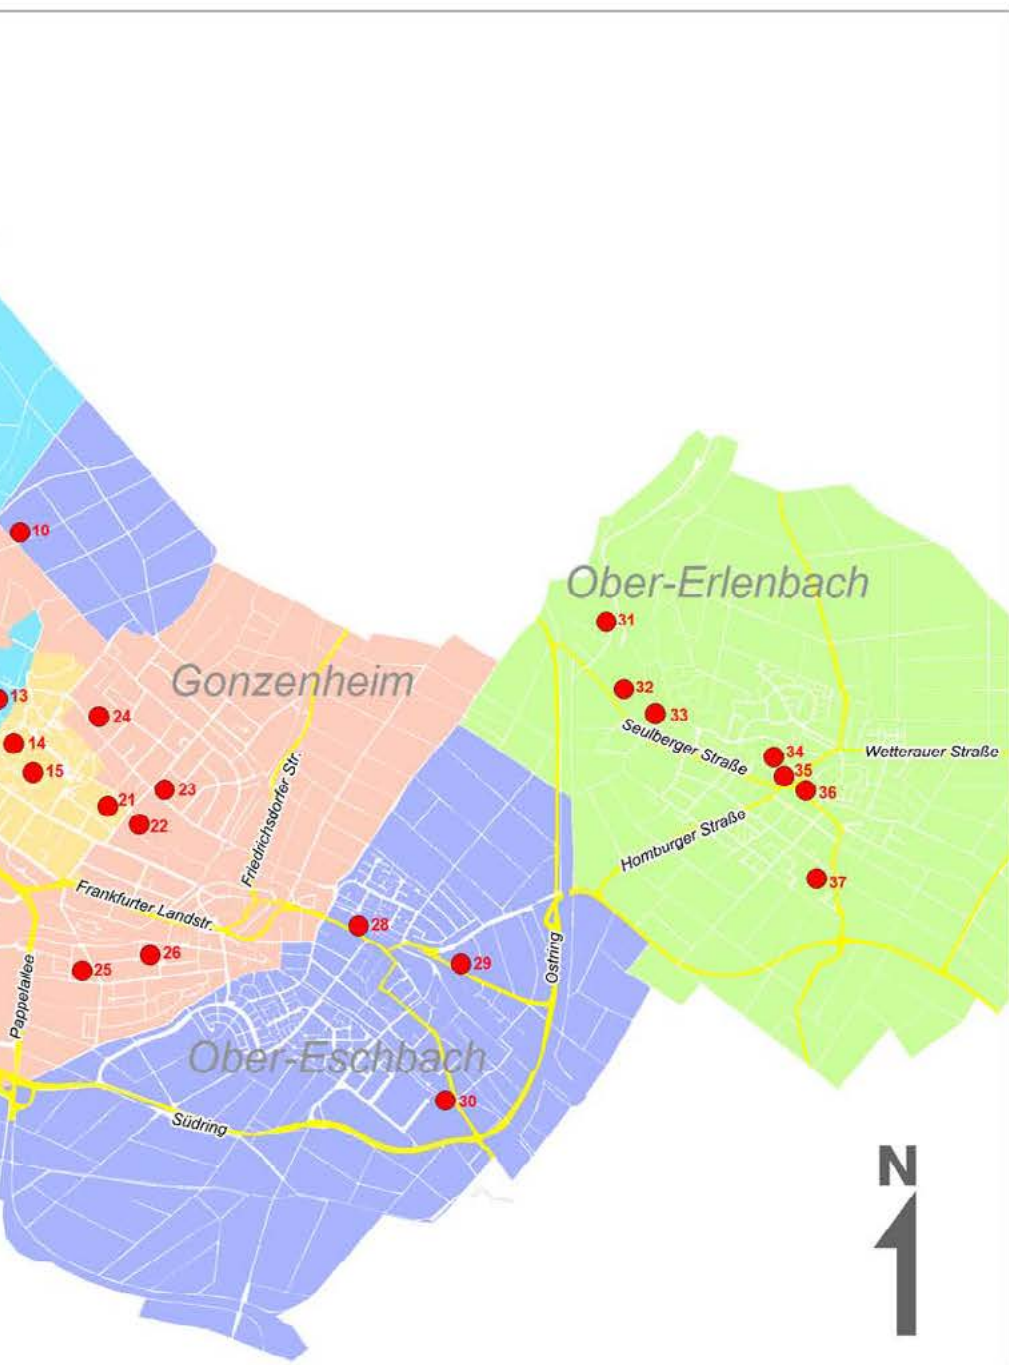 10
Ober-Erlenbach
31
Gonzenheim
32
13
33
24
Seulberger Straße
14
34
Wetterauer Straße
15
35
23
36
21
Friedrichsdorfer Str.
22
Homburger Straße
37
Frankfurter Landstr.
28
26
29
25
Ostring
Pappelallee
Ober-Eschbach
30
Südring
N